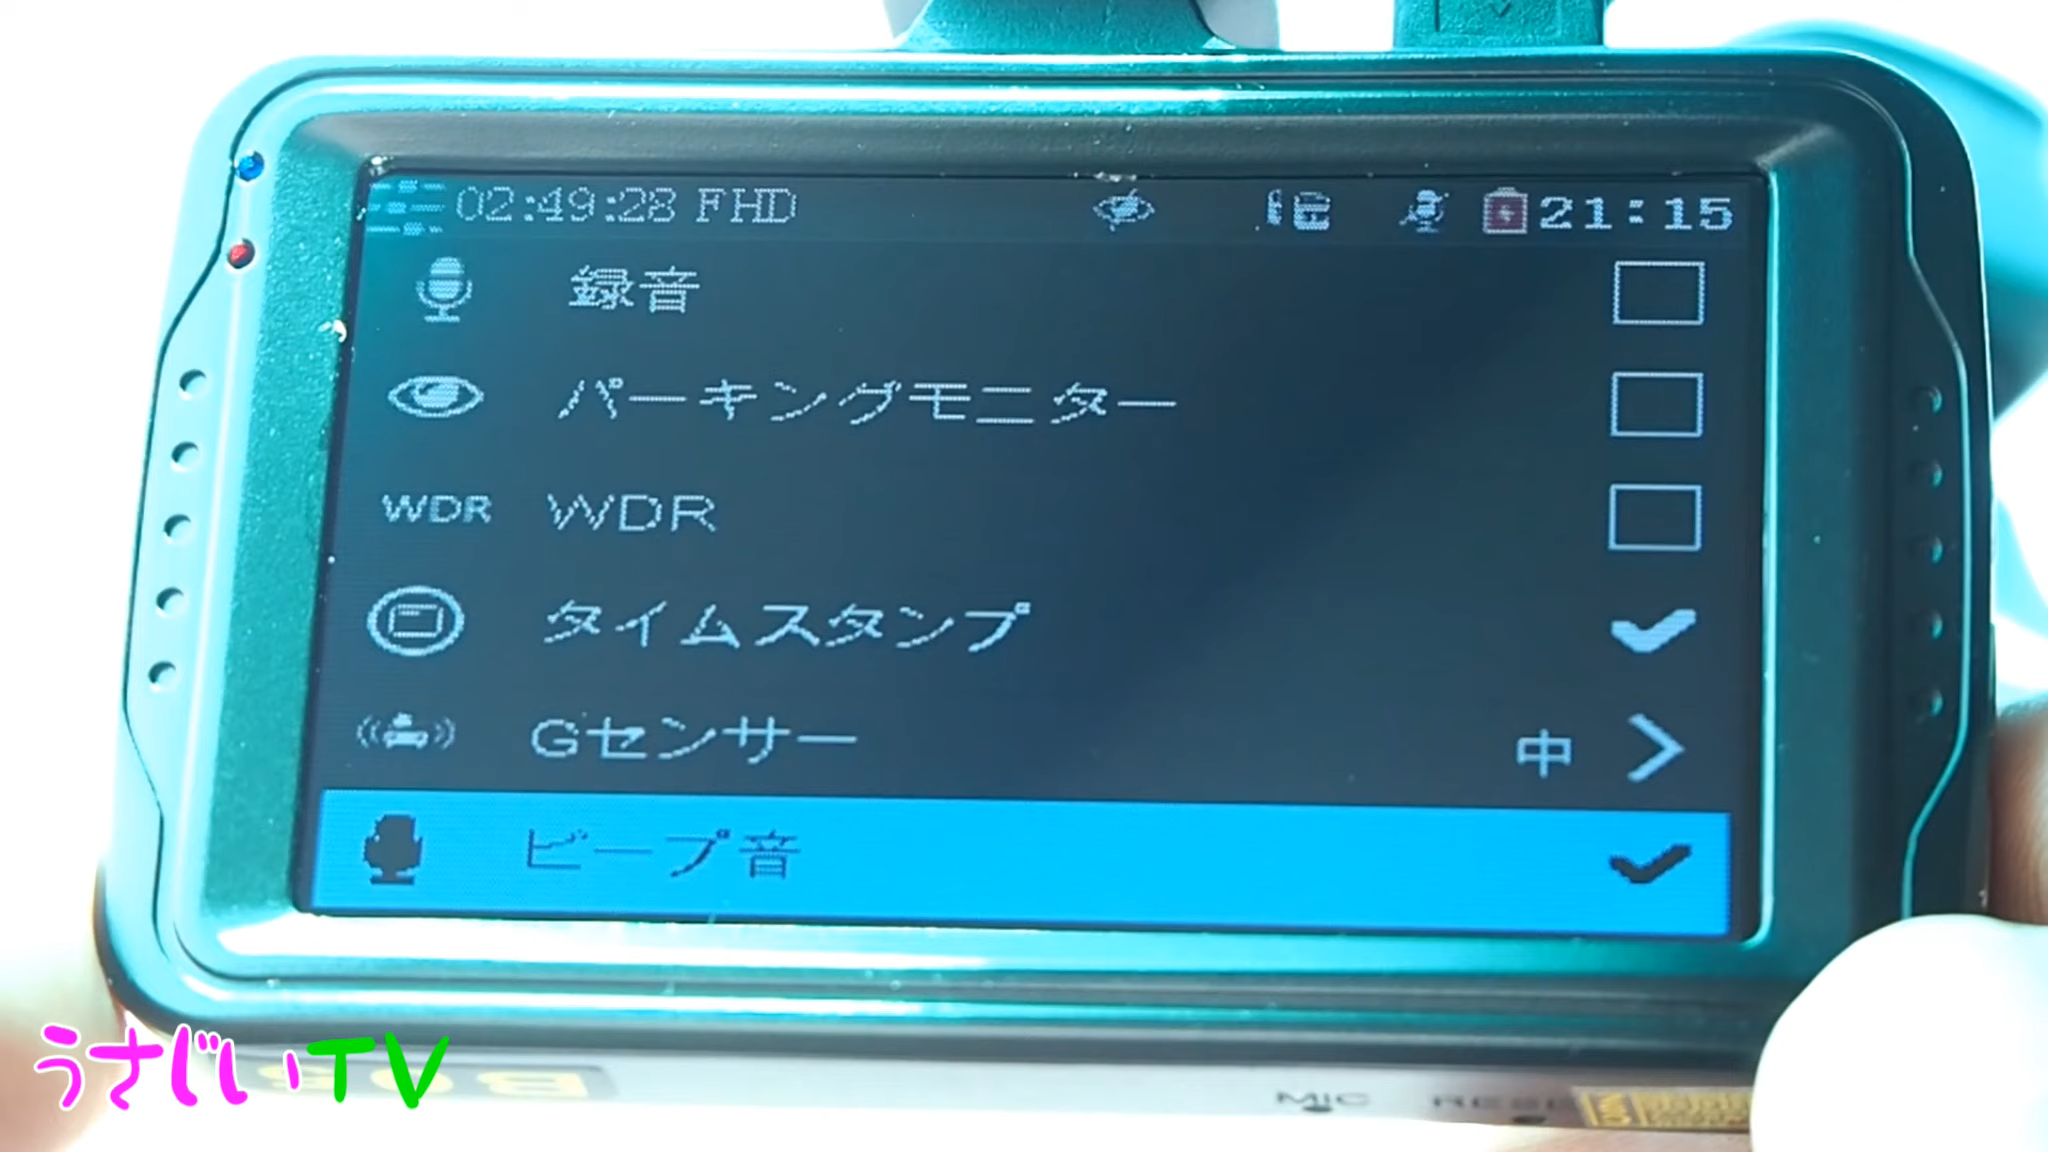 02:49:28 FHD 21:15
録音
パーキングモニター
WDR WDR
タイムスタンプ
Gセンサー 中
ビープ音
うさじいTV
MIC